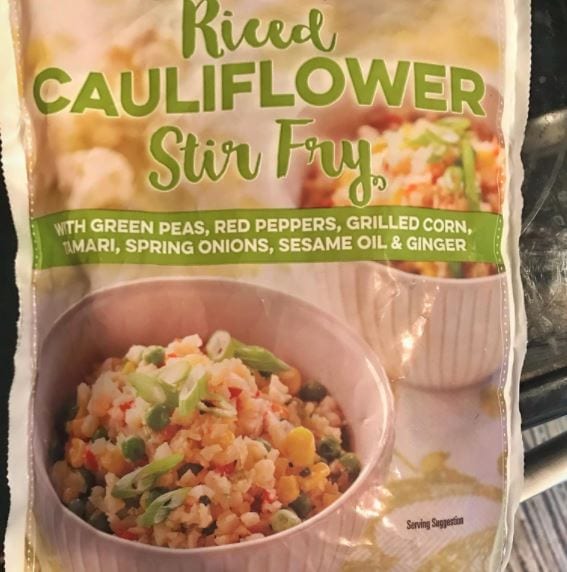 Riced
CAULIFLOWER
Stir Fry
WITH GREEN PEAS, RED PEPPERS, GRILLED CORN,
TAMARI, SPRING ONIONS, SESAME OIL & GINGER
Serving Suggestion